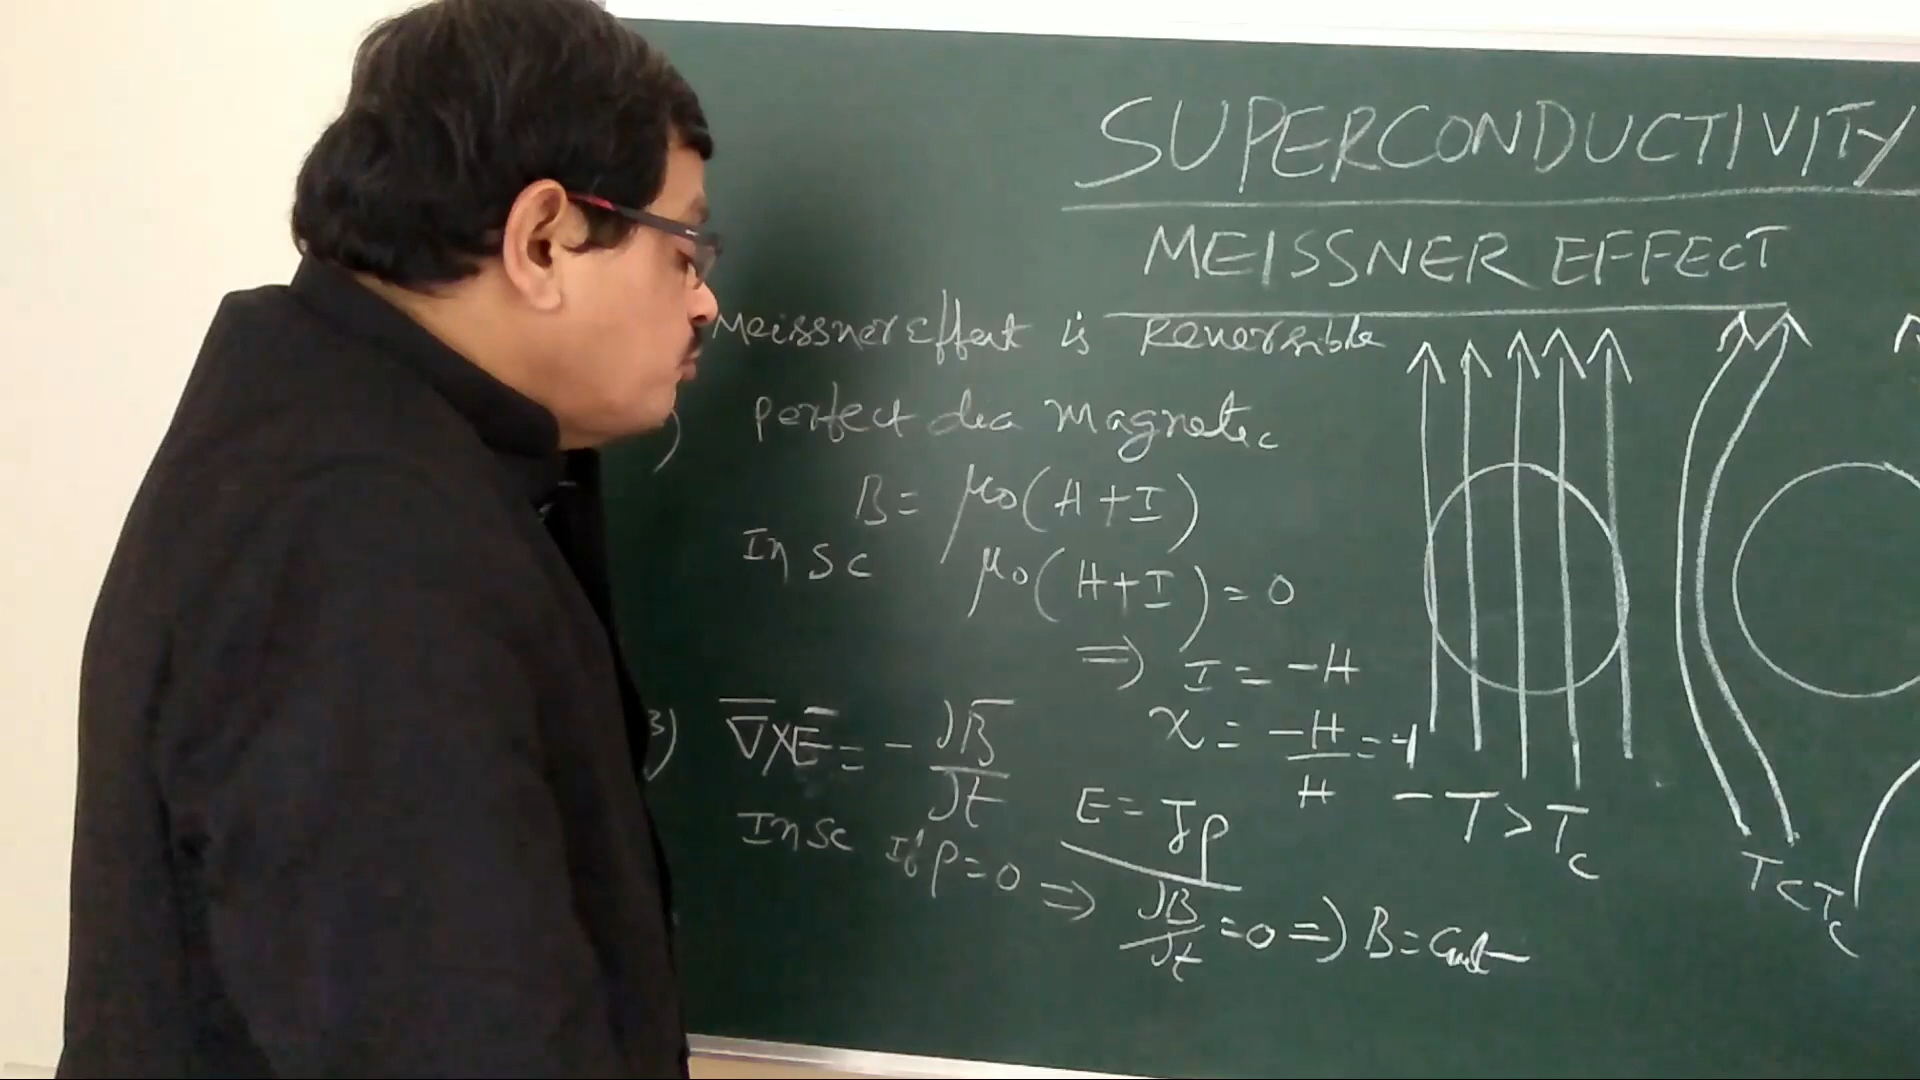 SUPERCONDUCTIVITY
MEISSNER EFFECT
Meissner Effect is Reversible
) Perfect dia magnetic
B = μ₀(H+I)
In SC μ₀(H+I) = 0
⇒ I = -H
χ = -H/H = -1
3) ∇̅×E̅ = - ∂B̅/∂t
E = Jρ
In SC If ρ=0 ⇒ ∂B/∂t = 0 ⇒ B = Const
T > Tc
T < Tc